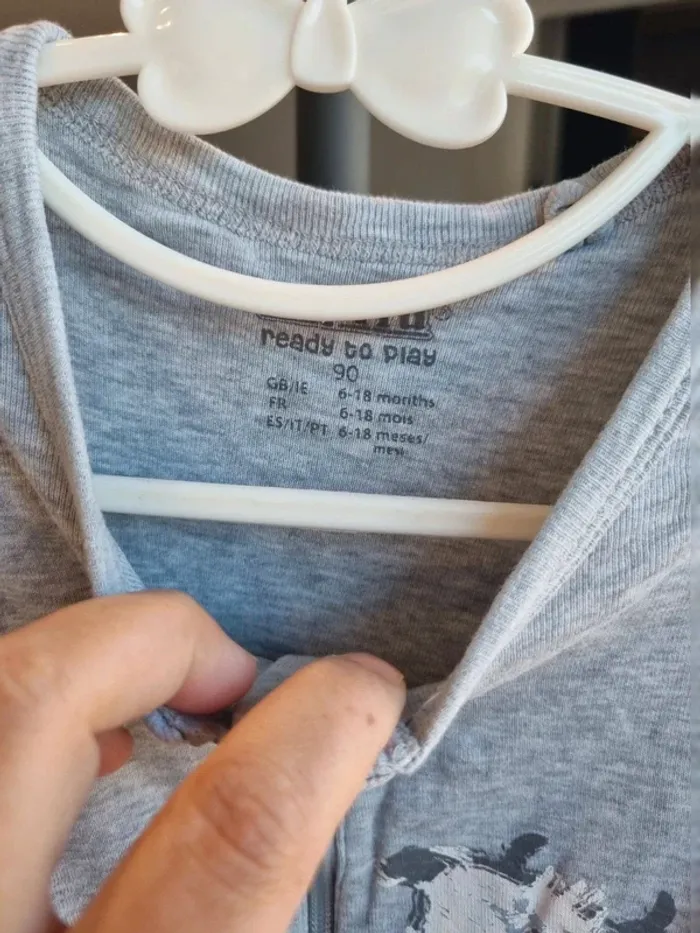 ready to play
90
GB/IE 6-18 months
FR 6-18 mois
ES/IT/PT 6-18 meses/
mesi